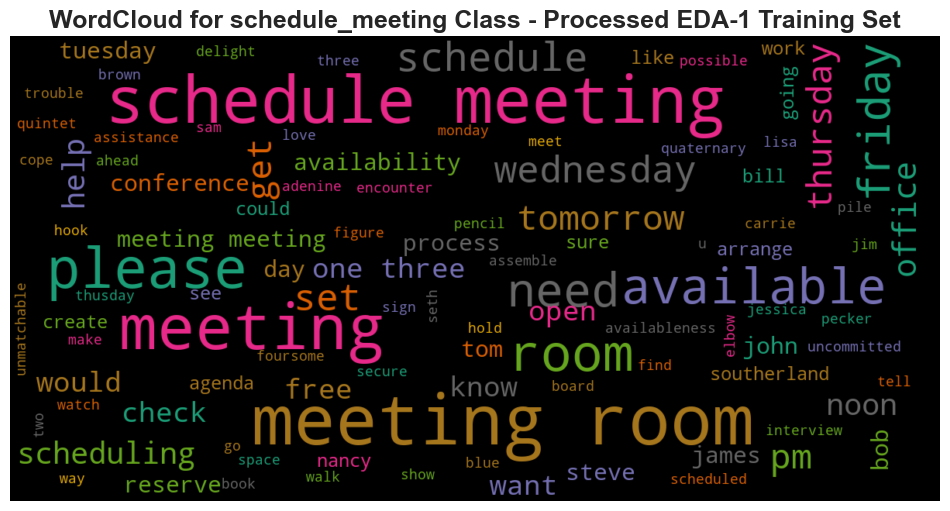 WordCloud for schedule_meeting Class - Processed EDA-1 Training Set
tuesday
delight
three
schedule
like
possible
work
going
thursday
friday
brown
trouble
schedule meeting
quintet
assistance
sam
love
monday
meet
quaternary
lisa
cope
ahead
help
get
availability
wednesday
bill
office
conference
adenine
encounter
could
pencil
tomorrow
carrie
pile
hook
meeting meeting
figure
process
sure
u
arrange
jim
please
day
one three
assemble
need
available
unmatchable
thusday
see
set
sign
seth
open
availableness
jessica
pecker
create
make
meeting
hold
elbow
john
uncommitted
foursome
tom
room
find
would
agenda
free
secure
know
board
southerland
tell
watch
check
meeting room
noon
two
interview
scheduling
go
space
nancy
walk
show
blue
steve
james
pm
bob
way
reserve
book
want
scheduled